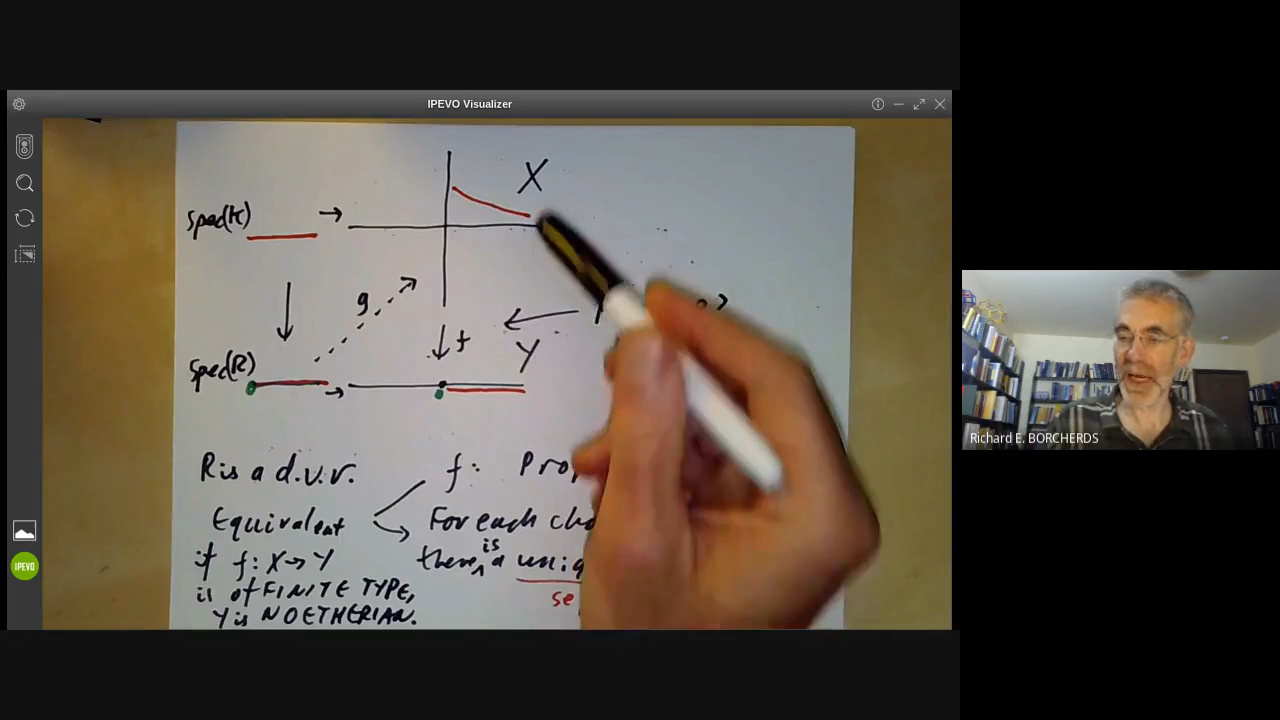 IPEVO Visualizer
X
spec(K) →
g
f
Y
spec(R) →
R is a d.v.r. f:
Equivalent For each
is
if f: X→Y there a
is of FINITE TYPE,
Y is NOETHERIAN.
Richard E. BORCHERDS
IPEVO